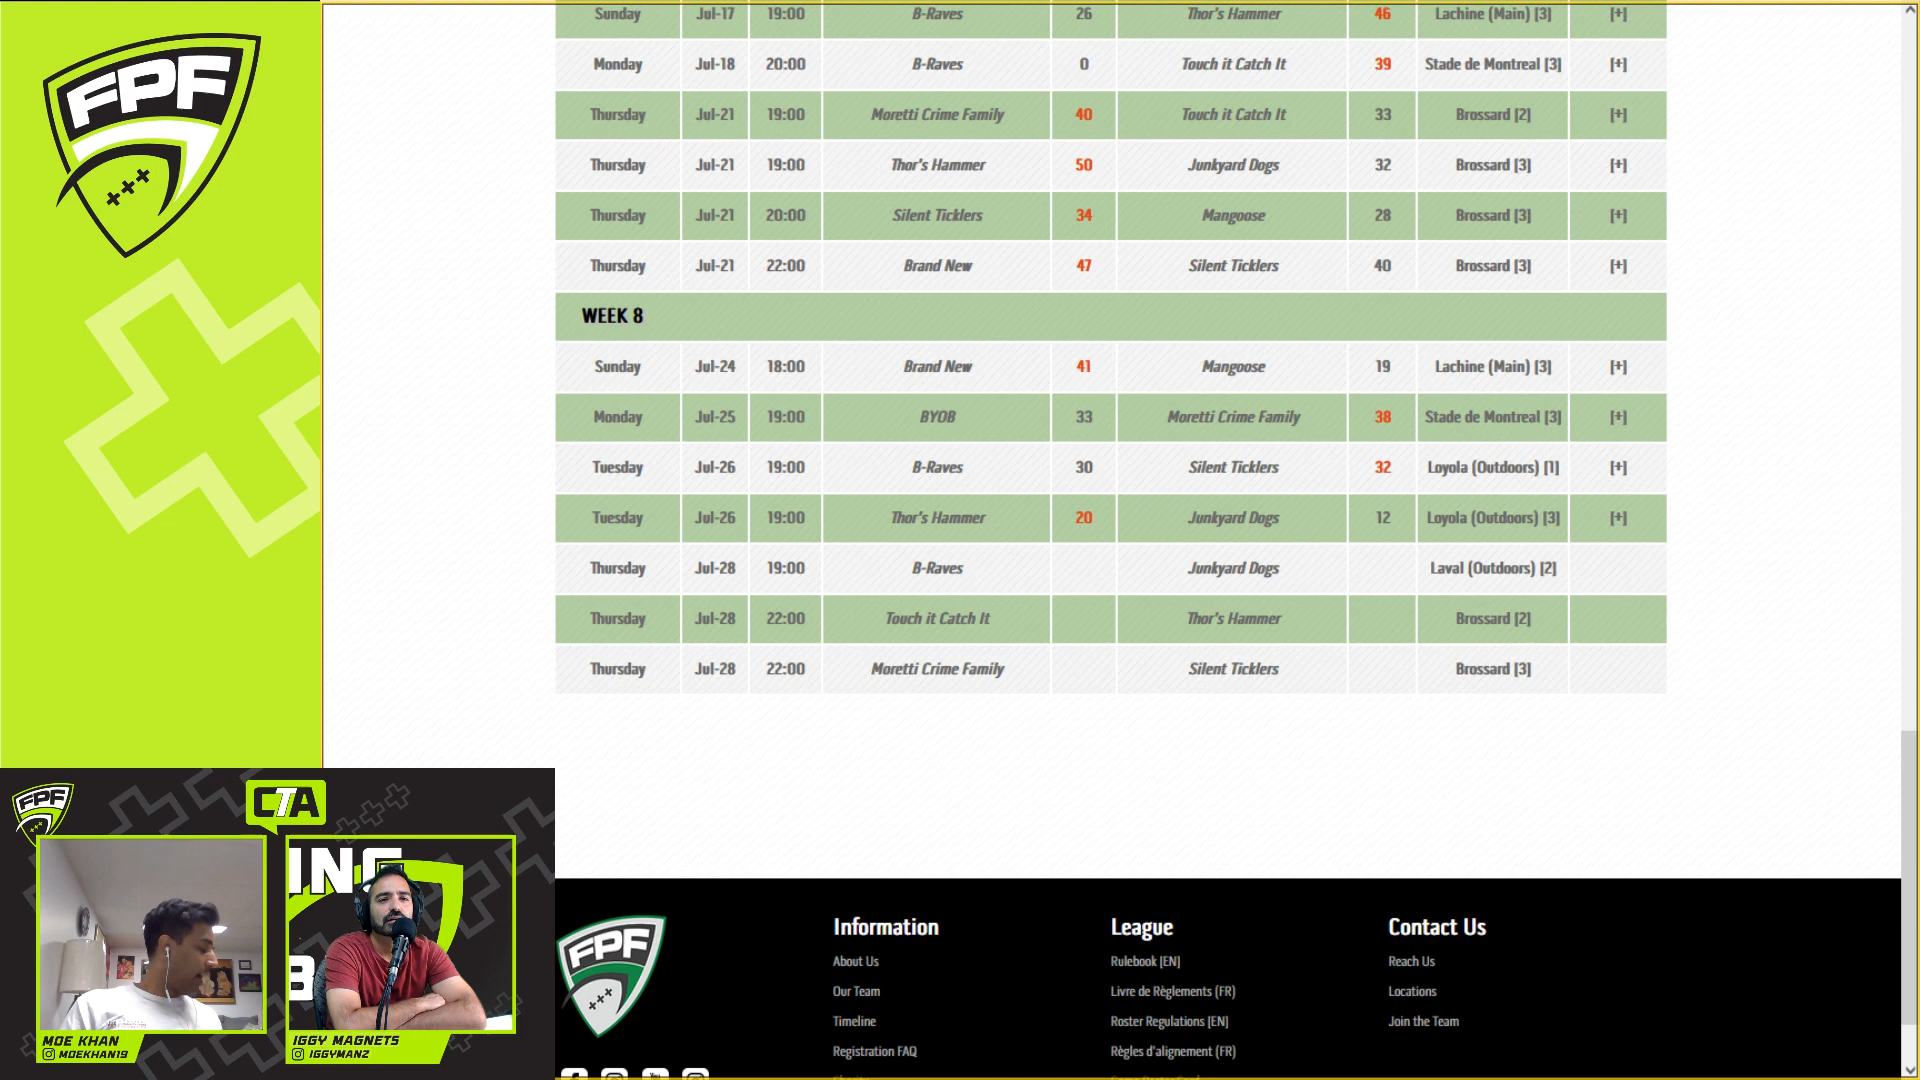 FPF
Sunday Jul-17 19:00 B-Raves 26 Thor's Hammer 46 Lachine (Main) [3] [+]
Monday Jul-18 20:00 B-Raves 0 Touch it Catch It 39 Stade de Montreal [3] [+]
Thursday Jul-21 19:00 Moretti Crime Family 40 Touch it Catch It 33 Brossard [2] [+]
Thursday Jul-21 19:00 Thor's Hammer 50 Junkyard Dogs 32 Brossard [3] [+]
Thursday Jul-21 20:00 Silent Ticklers 34 Mangoose 28 Brossard [3] [+]
Thursday Jul-21 22:00 Brand New 47 Silent Ticklers 40 Brossard [3] [+]
WEEK 8
Sunday Jul-24 18:00 Brand New 41 Mangoose 19 Lachine (Main) [3] [+]
Monday Jul-25 19:00 BYOB 33 Moretti Crime Family 38 Stade de Montreal [3] [+]
Tuesday Jul-26 19:00 B-Raves 30 Silent Ticklers 32 Loyola (Outdoors) [1] [+]
Tuesday Jul-26 19:00 Thor's Hammer 20 Junkyard Dogs 12 Loyola (Outdoors) [3] [+]
Thursday Jul-28 19:00 B-Raves Junkyard Dogs Laval (Outdoors) [2]
Thursday Jul-28 22:00 Touch it Catch It Thor's Hammer Brossard [2]
Thursday Jul-28 22:00 Moretti Crime Family Silent Ticklers Brossard [3]
FPF
CTA
ING
B
MOE KHAN
MOEKHAN19
IGGY MAGNETS
IGGYMANZ
FPF
Information
About Us
Our Team
Timeline
Registration FAQ
League
Rulebook [EN]
Livre de Règlements (FR)
Roster Regulations [EN]
Règles d'alignement (FR)
Contact Us
Reach Us
Locations
Join the Team